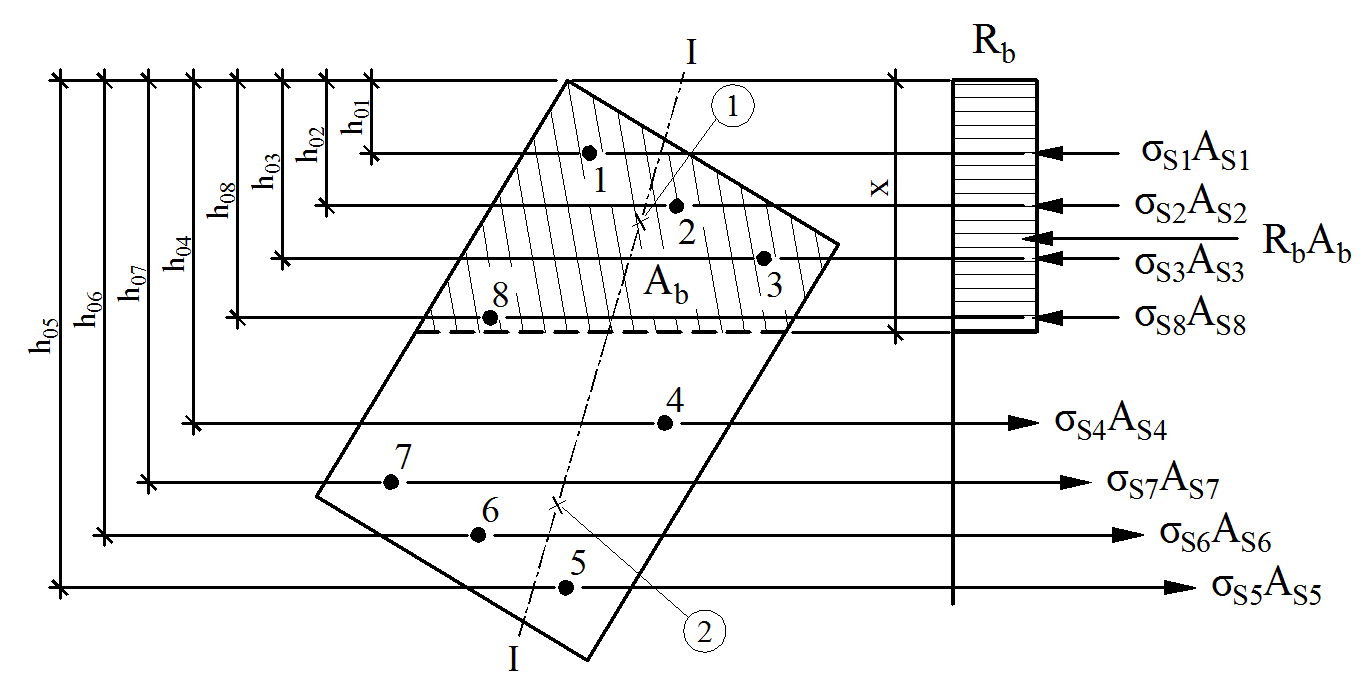 I
R_b
1
h_01
h_02
h_03
h_08
h_04
h_07
h_06
h_05
x
1
2
3
8
A_b
4
7
6
5
2
I
σ_S1A_S1
σ_S2A_S2
R_bA_b
σ_S3A_S3
σ_S8A_S8
σ_S4A_S4
σ_S7A_S7
σ_S6A_S6
σ_S5A_S5